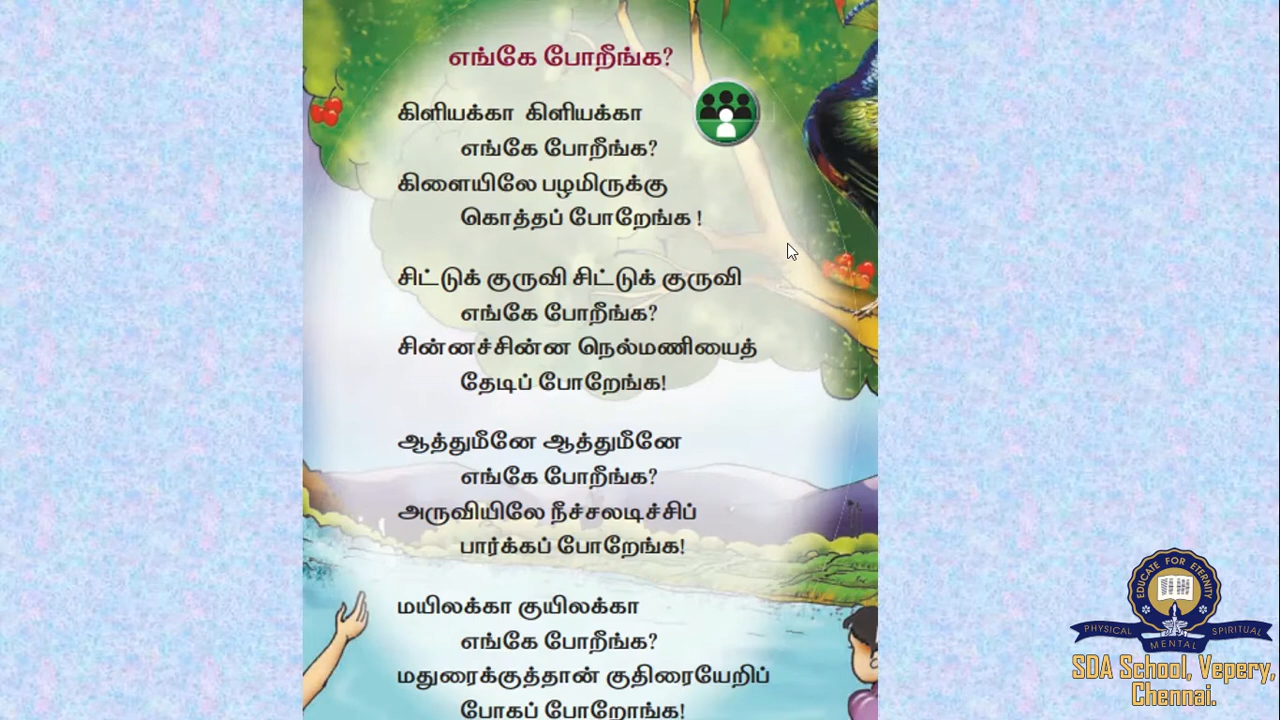 எங்கே போறீங்க?
கிளியக்கா கிளியக்கா
எங்கே போறீங்க?
கிளையிலே பழமிருக்கு
கொத்தப் போறேங்க !
சிட்டுக் குருவி சிட்டுக் குருவி
எங்கே போறீங்க?
சின்னச்சின்ன நெல்மணியைத்
தேடிப் போறேங்க!
ஆத்துமீனே ஆத்துமீனே
எங்கே போறீங்க?
அருவியிலே நீச்சலடிச்சிப்
பார்க்கப் போறேங்க!
மயிலக்கா குயிலக்கா
எங்கே போறீங்க?
மதுரைக்குத்தான் குதிரையேறிப்
போகப் போறோங்க!
EDUCATE FOR ETERNITY
PHYSICAL MENTAL SPIRITUAL
SDA School, Vepery,
Chennai.